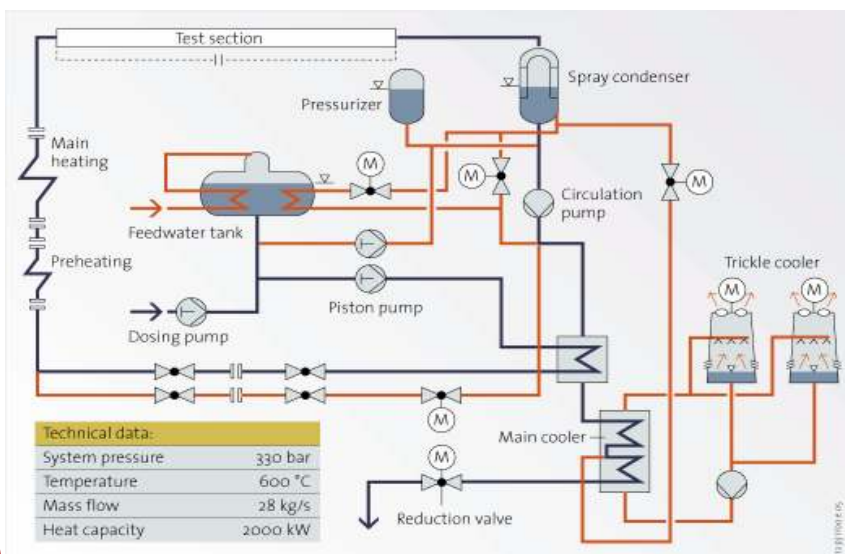 Test section
Spray condenser
Pressurizer
Main
heating
M
M
M
Circulation
pump
Feedwater tank
Preheating
Trickle cooler
M
M
Piston pump
Dosing pump
M
Technical data:
System pressure 330 bar
Temperature 600 °C
Mass flow 28 kg/s
Heat capacity 2000 kW
Main cooler
M
Reduction valve